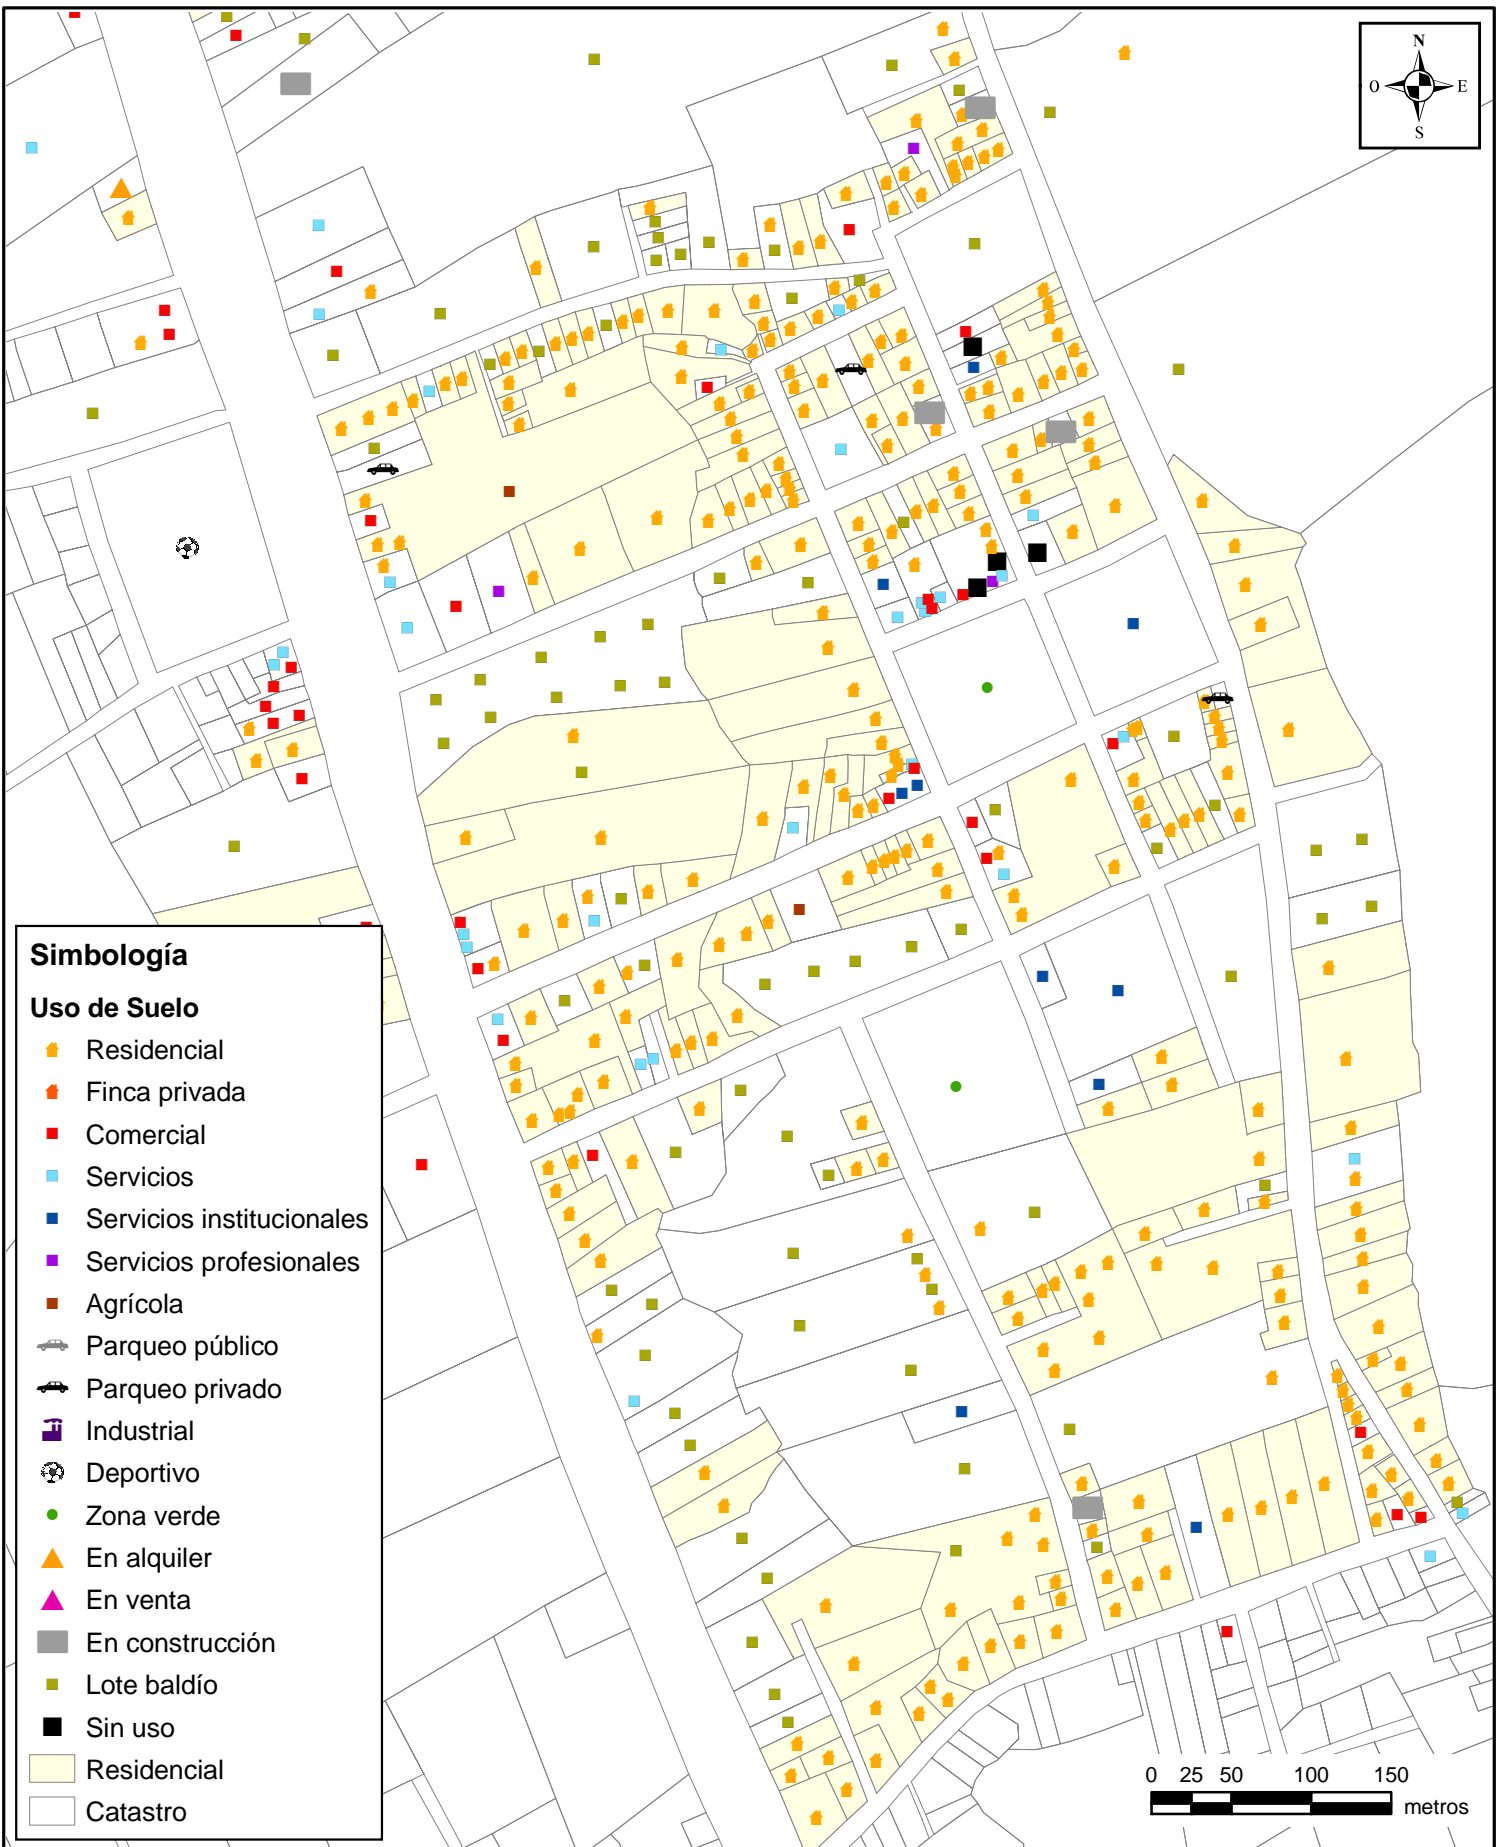 N
O
E
S
Simbología
Uso de Suelo
Residencial
Finca privada
Comercial
Servicios
Servicios institucionales
Servicios profesionales
Agrícola
Parqueo público
Parqueo privado
Industrial
Deportivo
Zona verde
En alquiler
En venta
En construcción
Lote baldío
Sin uso
Residencial
Catastro
0 25 50 100 150
metros